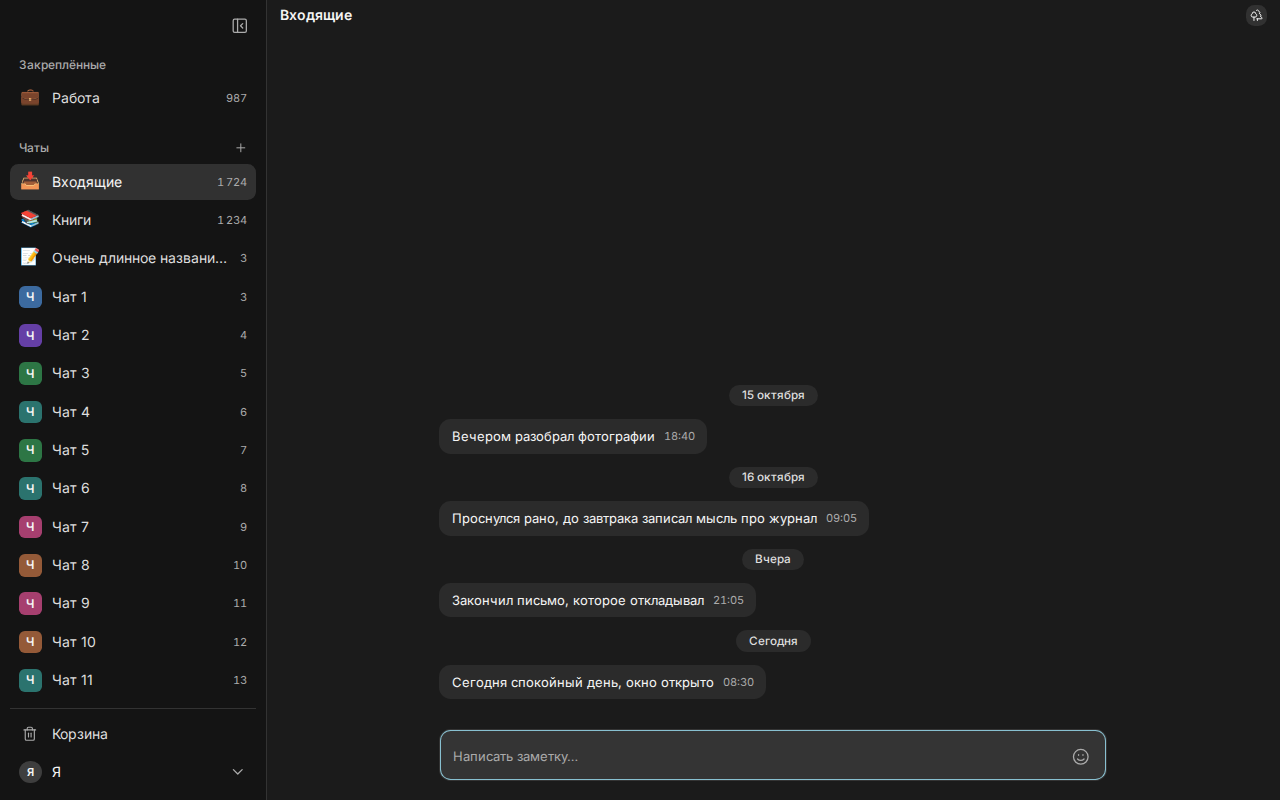 Закреплённые
Работа 987
Чаты
Входящие 1 724
Книги 1 234
Очень длинное названи... 3
Ч Чат 1 3
Ч Чат 2 4
Ч Чат 3 5
Ч Чат 4 6
Ч Чат 5 7
Ч Чат 6 8
Ч Чат 7 9
Ч Чат 8 10
Ч Чат 9 11
Ч Чат 10 12
Ч Чат 11 13
Корзина
Я Я
Входящие
15 октября
Вечером разобрал фотографии 18:40
16 октября
Проснулся рано, до завтрака записал мысль про журнал 09:05
Вчера
Закончил письмо, которое откладывал 21:05
Сегодня
Сегодня спокойный день, окно открыто 08:30
Написать заметку...